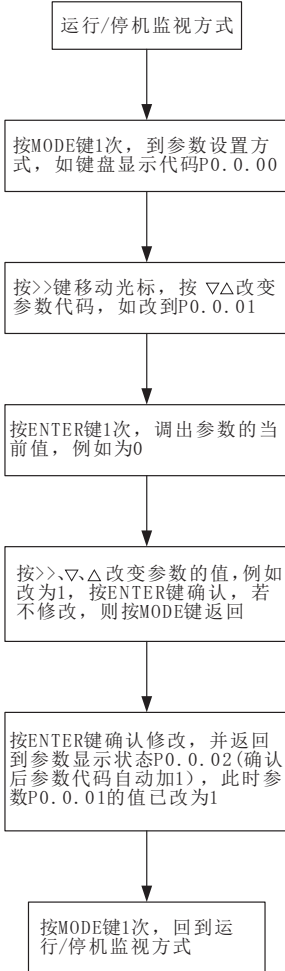 运行/停机监视方式
按MODE键1次，到参数设置方
式，如键盘显示代码P0.0.00
按>>键移动光标，按 ▽△改变
参数代码，如改到P0.0.01
按ENTER键1次，调出参数的当
前值，例如为0
按>>、▽、△ 改变参数的值，例如
改为1，按ENTER键确认，若
不修改，则按MODE键返回
按ENTER键确认修改，并返回
到参数显示状态P0.0.02(确认
后参数代码自动加1)，此时参
数P0.0.01的值已改为1
按MODE键1次，回到运
行/停机监视方式